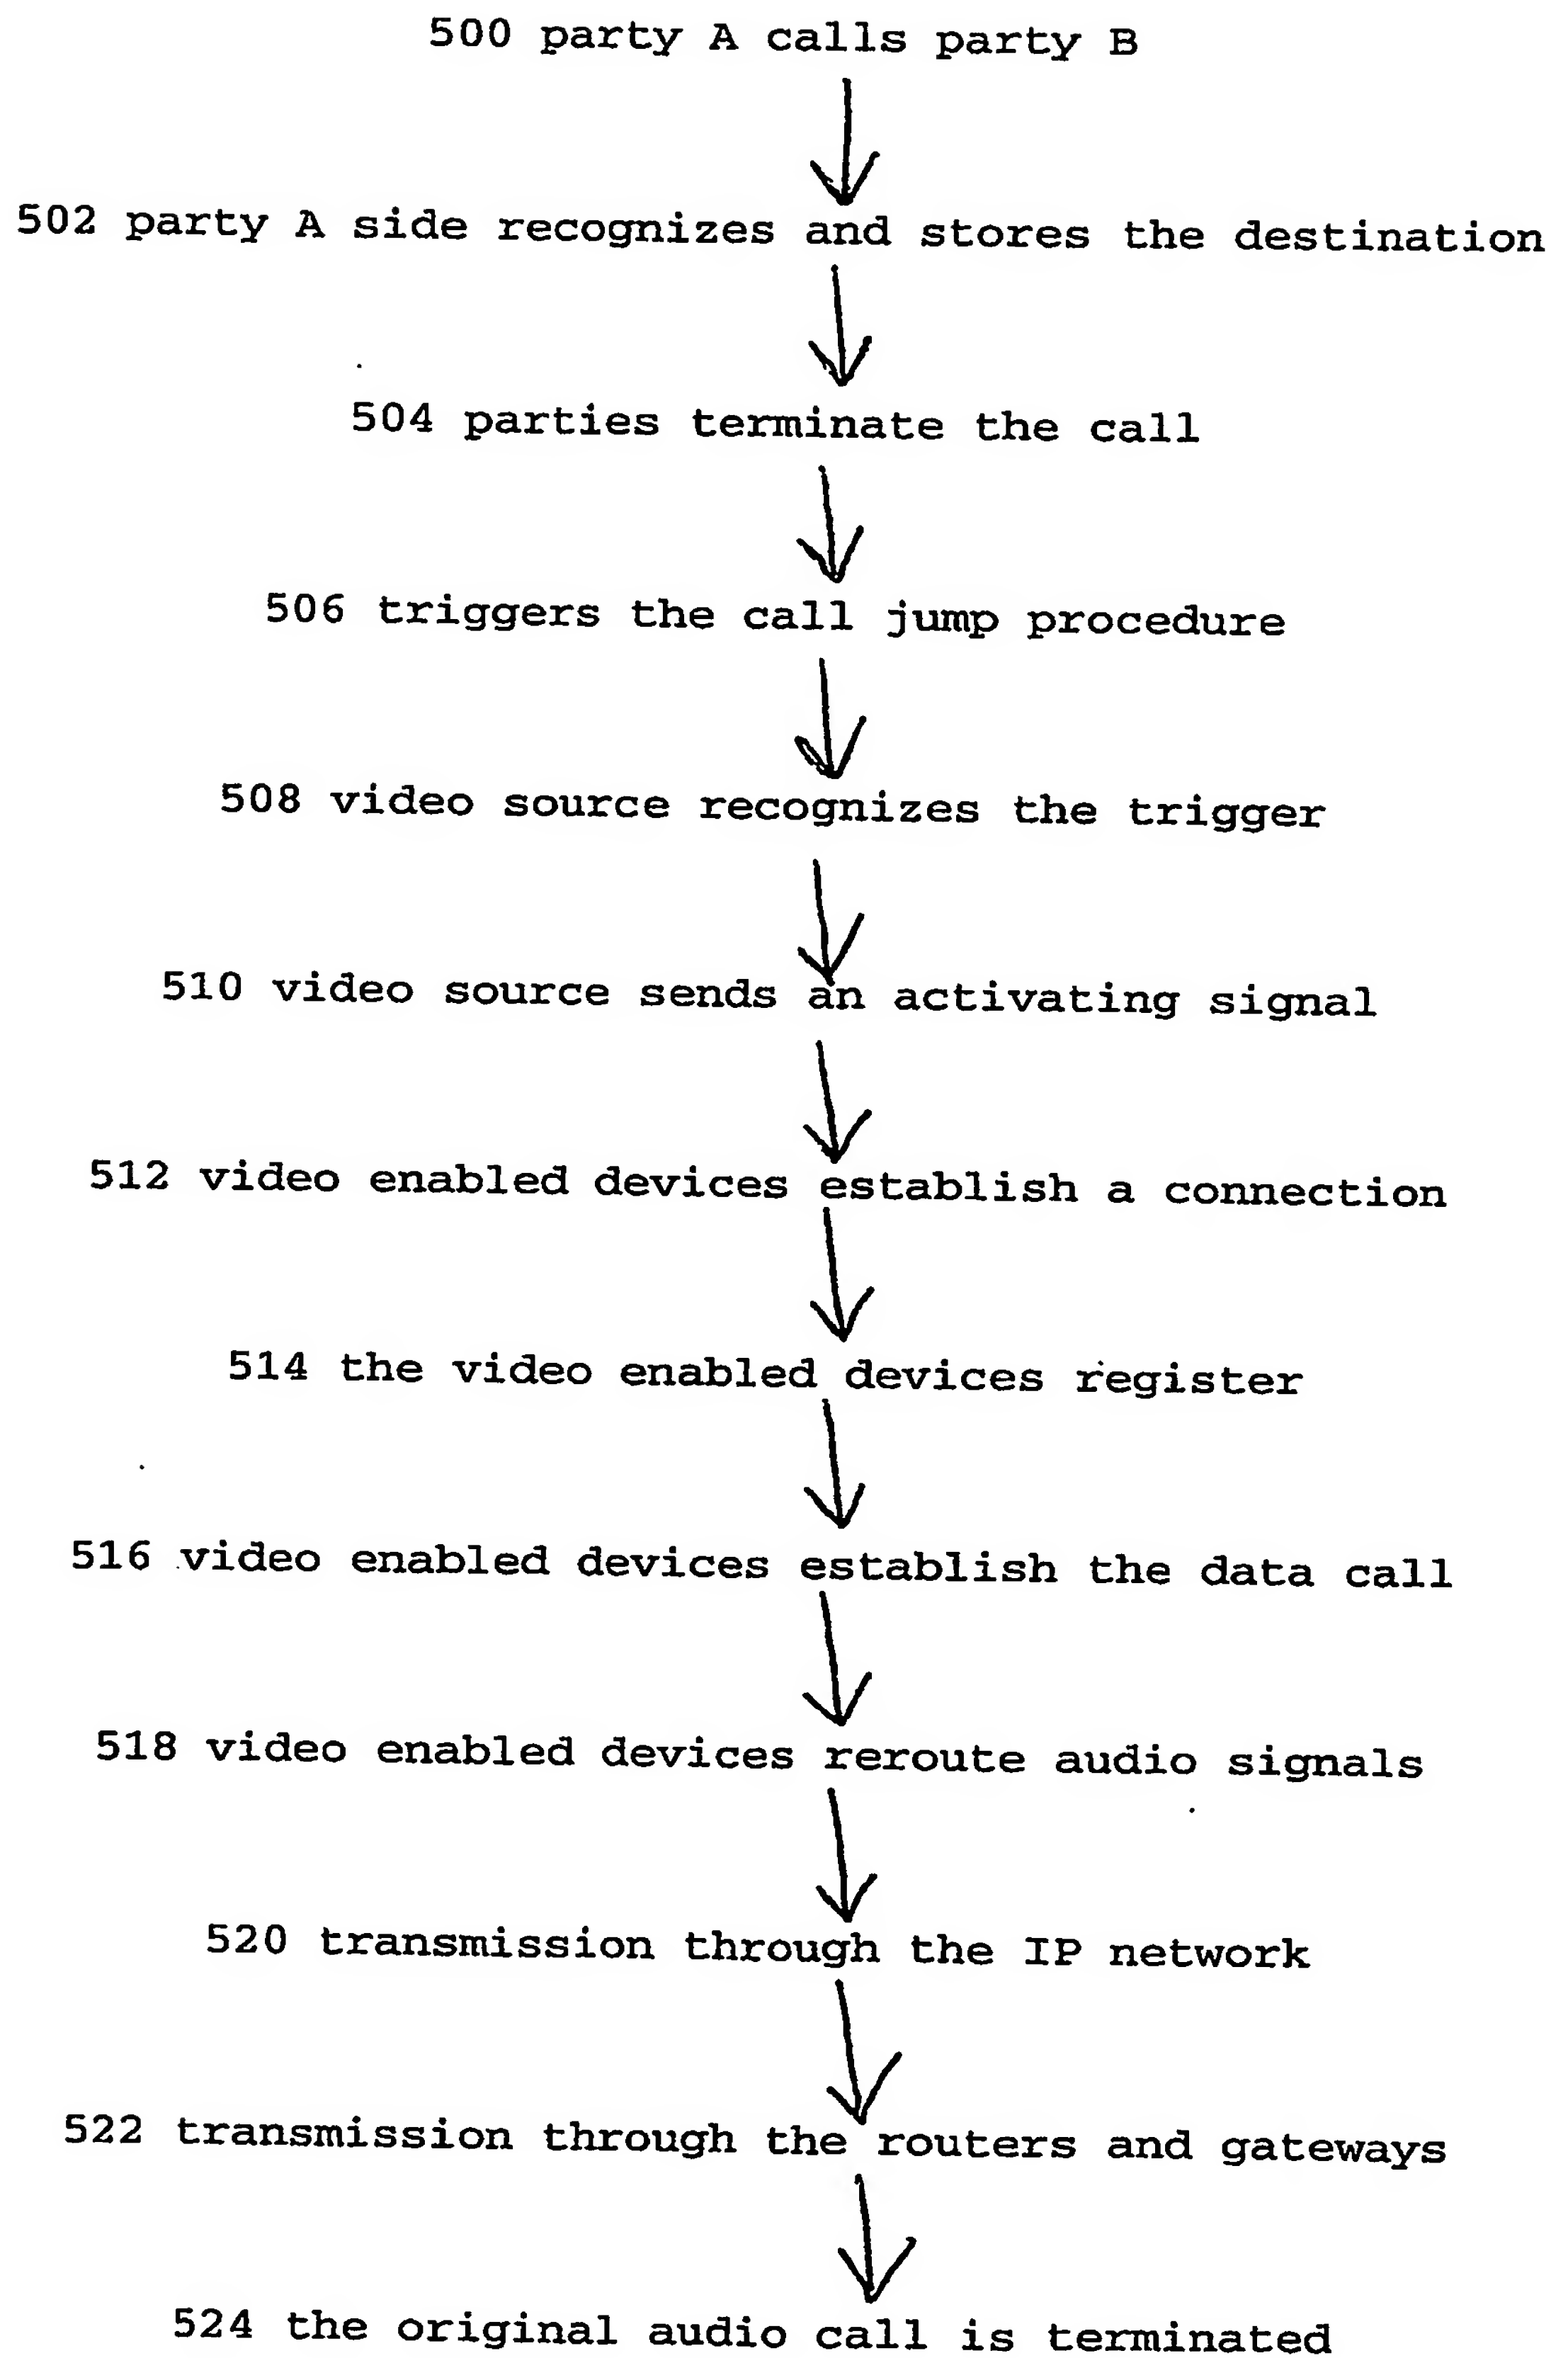 500 party A calls party B
502 party A side recognizes and stores the destination
504 parties terminate the call
506 triggers the call jump procedure
508 video source recognizes the trigger
510 video source sends an activating signal
512 video enabled devices establish a connection
514 the video enabled devices register
516 video enabled devices establish the data call
518 video enabled devices reroute audio signals
520 transmission through the IP network
522 transmission through the routers and gateways
524 the original audio call is terminated